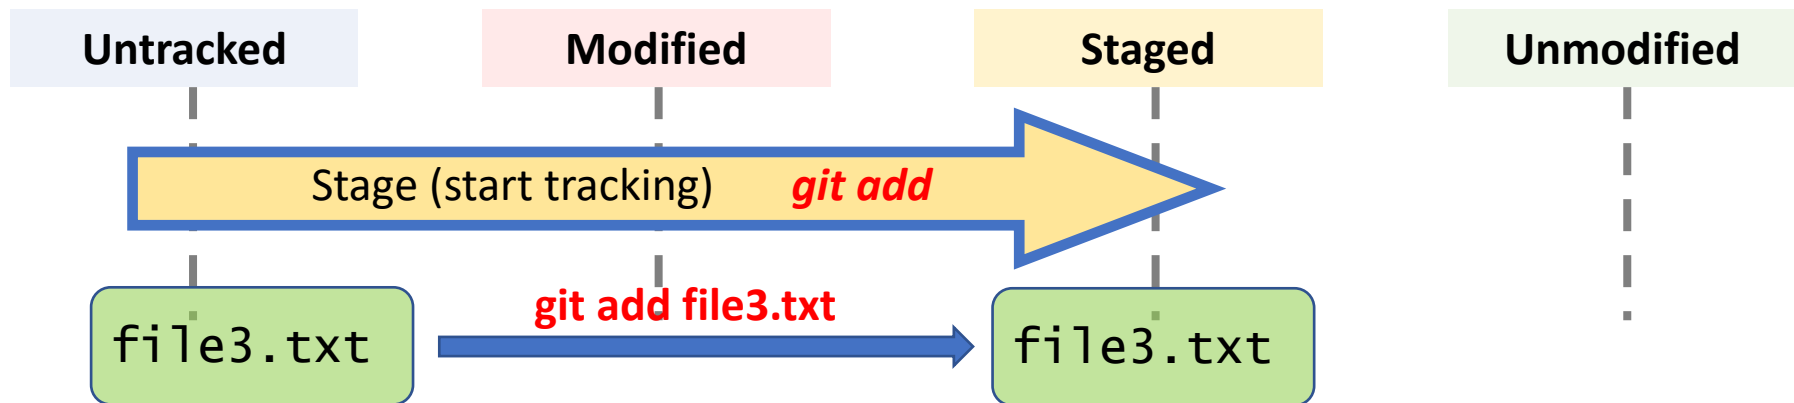 Untracked Modified Staged Unmodified
Stage (start tracking) git add
git add file3.txt
file3.txt file3.txt